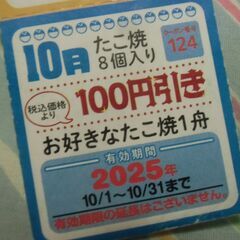 10月 たこ焼 8個入り
クーポン番号 124
税込価格より 100円引き
お好きなたこ焼1舟
有効期間
2025年
10/1~10/31まで
有効期限の延長はございません。